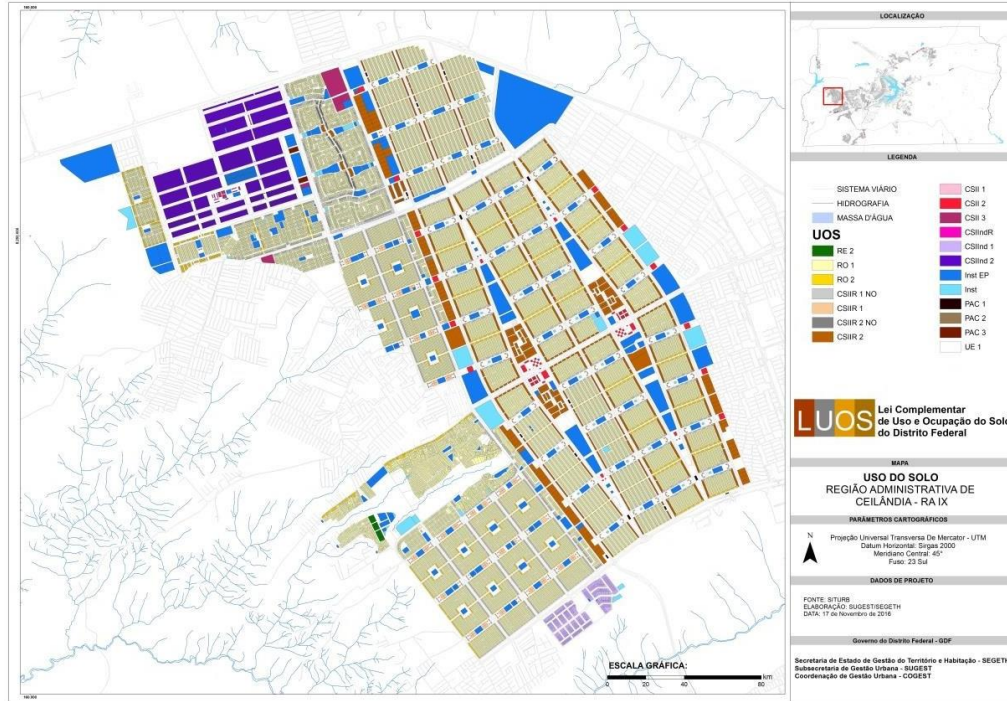 LOCALIZAÇÃO
LEGENDA
SISTEMA VIÁRIO
HIDROGRAFIA
MASSA D'ÁGUA
UOS
RE 2
RO 1
RO 2
CSIIR 1 NO
CSIIR 1
CSIIR 2 NO
CSIIR 2
CSII 1
CSII 2
CSII 3
CSIIndR
CSIInd 1
CSIInd 2
Inst EP
Inst
PAC 1
PAC 2
PAC 3
UE 1
LUOS
Lei Complementar
de Uso e Ocupação do Solo
do Distrito Federal
MAPA
USO DO SOLO
REGIÃO ADMINISTRATIVA DE
CEILÂNDIA - RA IX
PARÂMETROS CARTOGRÁFICOS
N
Projeção Universal Transversa De Mercator - UTM
Datum Horizontal: Sirgas 2000
Meridiano Central: 45°
Fuso: 23 Sul
DADOS DE PROJETO
FONTE: SITURB
ELABORAÇÃO: SUGEST/SEGETH
DATA: 17 de Novembro de 2016
Governo do Distrito Federal - GDF
Secretaria de Estado de Gestão do Território e Habitação - SEGETH
Subsecretaria de Gestão Urbana - SUGEST
Coordenação de Gestão Urbana - COGEST
ESCALA GRÁFICA:
km
0 20 40 80